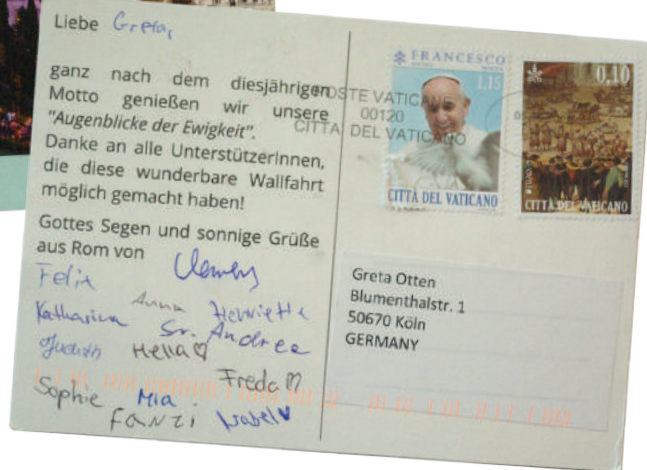 Liebe Greta,
ganz nach dem diesjährigen
Motto genießen wir unsere
"Augenblicke der Ewigkeit".
Danke an alle UnterstützerInnen,
die diese wunderbare Wallfahrt
möglich gemacht haben!
Gottes Segen und sonnige Grüße
aus Rom von Clemens
Felix
Anna Henriette
Katharina Sr. Andrea
Judith Hella♡
Freda
Sophie Mia
FANZi Isabel♥
FRANCESCO
1,15
CITTÀ DEL VATICANO
0,10
CITTÀ DEL VATICANO
POSTE VATICANE
00120
CITTA' DEL VATICANO
Greta Otten
Blumenthalstr. 1
50670 Köln
GERMANY